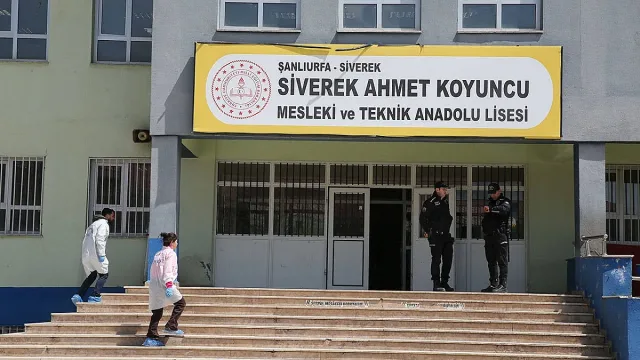 ŞANLIURFA - SİVEREK
SİVEREK AHMET KOYUNCU
MESLEKİ ve TEKNİK ANADOLU LİSESİ